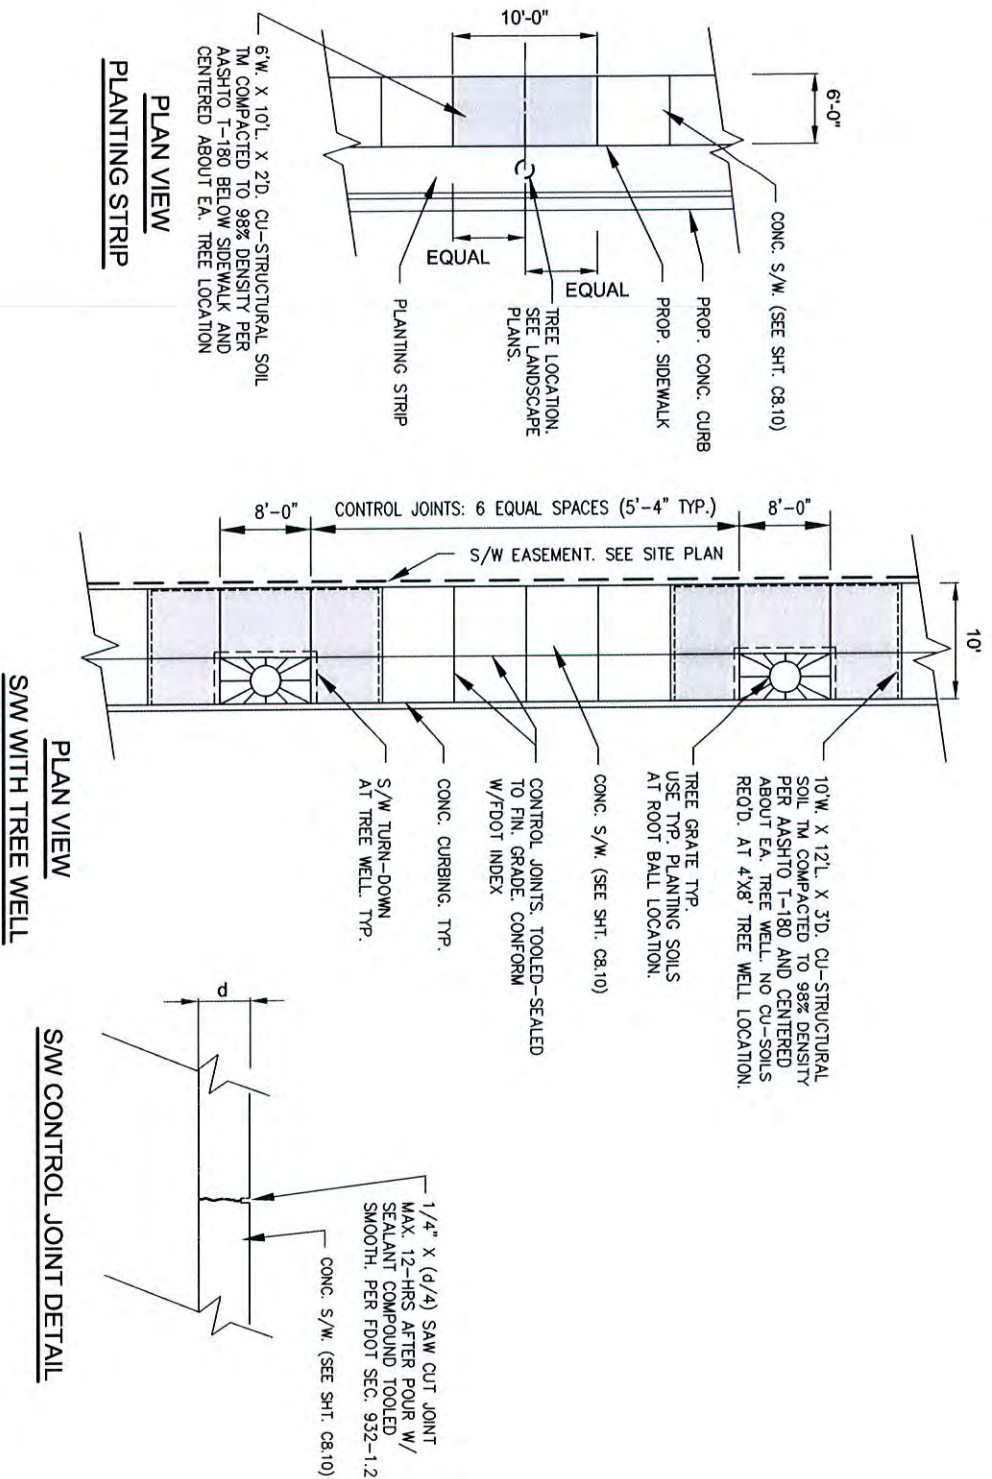 10'-0"
6'-0"
CONC. S/W. (SEE SHT. C8.10)
PROP. CONC. CURB
PROP. SIDEWALK
EQUAL
EQUAL
TREE LOCATION.
SEE LANDSCAPE
PLANS.
PLANTING STRIP
6'W. X 10'L. X 2'D. CU-STRUCTURAL SOIL
TM COMPACTED TO 98% DENSITY PER
AASHTO T-180 BELOW SIDEWALK AND
CENTERED ABOUT EA. TREE LOCATION
PLAN VIEW
PLANTING STRIP
8'-0"
CONTROL JOINTS: 6 EQUAL SPACES (5'-4" TYP.)
8'-0"
S/W EASEMENT. SEE SITE PLAN
10'
10'W. X 12'L. X 3'D. CU-STRUCTURAL
SOIL TM COMPACTED TO 98% DENSITY
PER AASHTO T-180 AND CENTERED
ABOUT EA. TREE WELL. NO CU-SOILS
REQ'D. AT 4'X8' TREE WELL LOCATION.
TREE GRATE TYP.
USE TYP. PLANTING SOILS
AT ROOT BALL LOCATION.
CONC. S/W. (SEE SHT. C8.10)
CONTROL JOINTS. TOOLED-SEALED
TO FIN. GRADE. CONFORM
W/FDOT INDEX
CONC. CURBING. TYP.
S/W TURN-DOWN
AT TREE WELL. TYP.
PLAN VIEW
S/W WITH TREE WELL
d
1/4" X (d/4) SAW CUT JOINT
MAX. 12-HRS AFTER POUR W/
SEALANT COMPOUND TOOLED
SMOOTH. PER FDOT SEC. 932-1.2
CONC. S/W. (SEE SHT. C8.10)
S/W CONTROL JOINT DETAIL